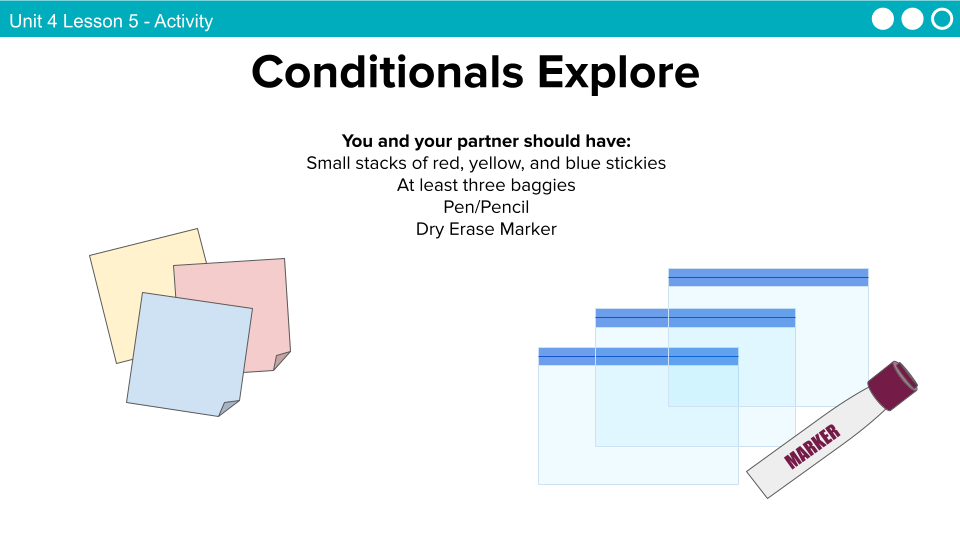 Unit 4 Lesson 5 - Activity
Conditionals Explore
You and your partner should have:
Small stacks of red, yellow, and blue stickies
At least three baggies
Pen/Pencil
Dry Erase Marker
MARKER